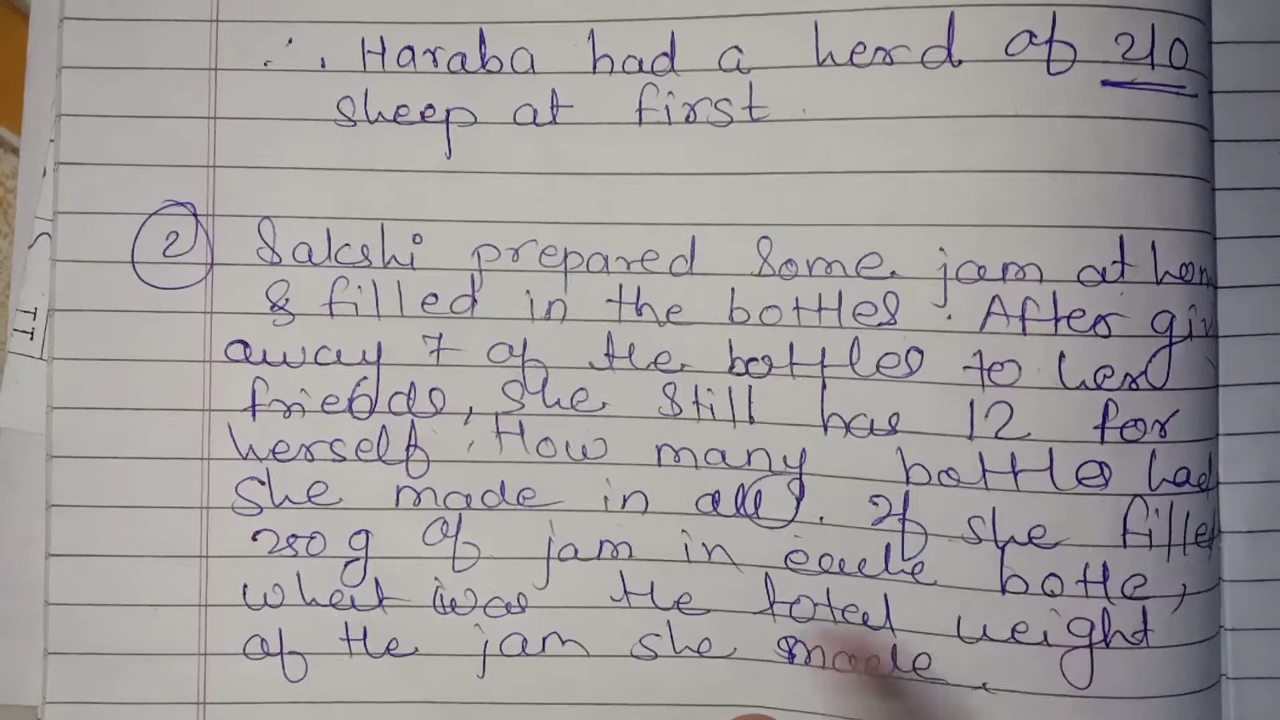 ∴ Haraba had a herd of 210
sheep at first.
② Sakshi prepared some jam at hom
& filled in the bottles. After giv
away 7 of the bottles to her
friends, she still has 12 for
herself. How many bottles had
she made in all. If she filled
250 g of jam in each bottle,
what was the total weight
of the jam she made.